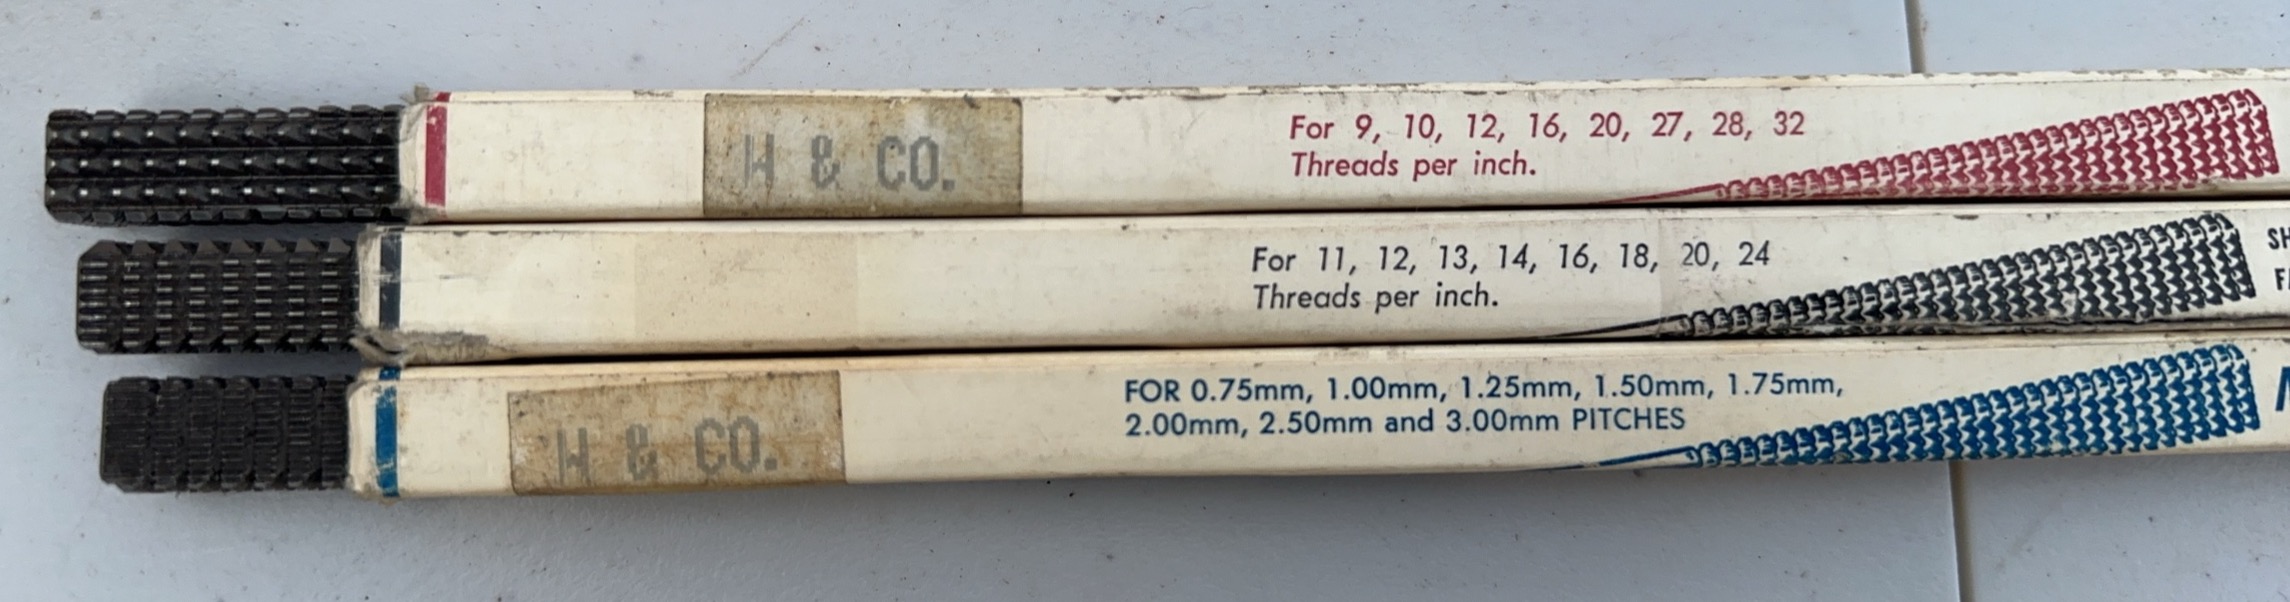 W & CO.
For 9, 10, 12, 16, 20, 27, 28, 32
Threads per inch.
For 11, 12, 13, 14, 16, 18, 20, 24
Threads per inch.
SH
FI
W & CO.
FOR 0.75mm, 1.00mm, 1.25mm, 1.50mm, 1.75mm,
2.00mm, 2.50mm and 3.00mm PITCHES